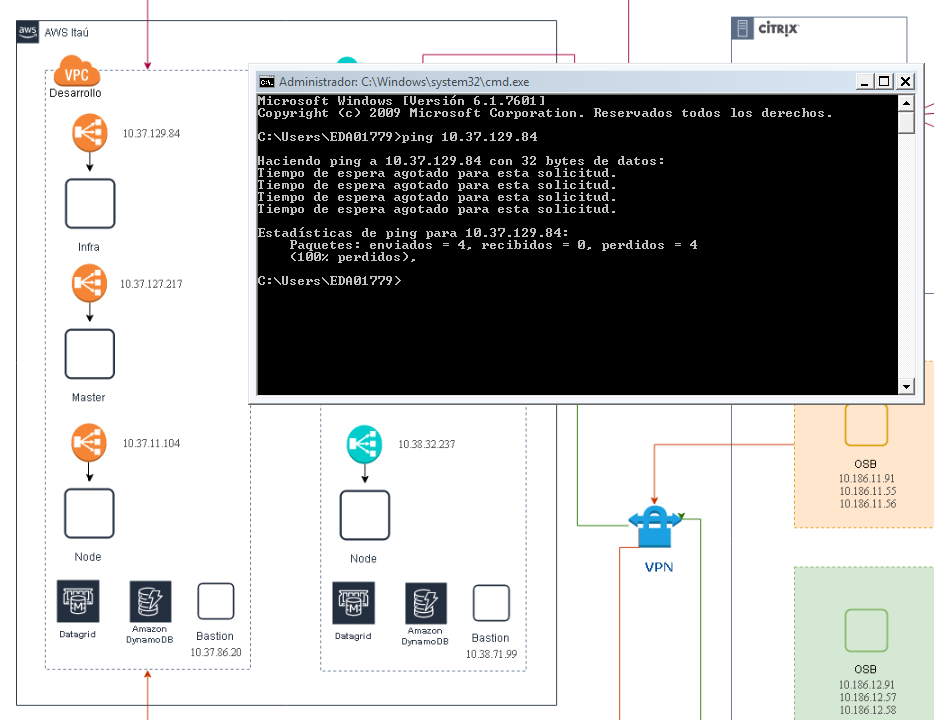 aws
AWS Itaú
VPC
Desarrollo
10.37.129.84
Infra
10.37.127.217
Master
10.37.11.104
Node
Datagrid
Amazon
DynamoDB
Bastion
10.37.86.20
CİTRIX
Administrador: C:\Windows\system32\cmd.exe
Microsoft Windows [Versión 6.1.7601]
Copyright (c) 2009 Microsoft Corporation. Reservados todos los derechos.
C:\Users\EDA01779>ping 10.37.129.84
Haciendo ping a 10.37.129.84 con 32 bytes de datos:
Tiempo de espera agotado para esta solicitud.
Tiempo de espera agotado para esta solicitud.
Tiempo de espera agotado para esta solicitud.
Tiempo de espera agotado para esta solicitud.
Estadísticas de ping para 10.37.129.84:
Paquetes: enviados = 4, recibidos = 0, perdidos = 4
(100% perdidos),
C:\Users\EDA01779>
10.38.32.237
Node
Datagrid
Amazon
DynamoDB
Bastion
10.38.71.99
VPN
OSB
10.186.11.91
10.186.11.55
10.186.11.56
OSB
10.186.12.91
10.186.12.57
10.186.12.58